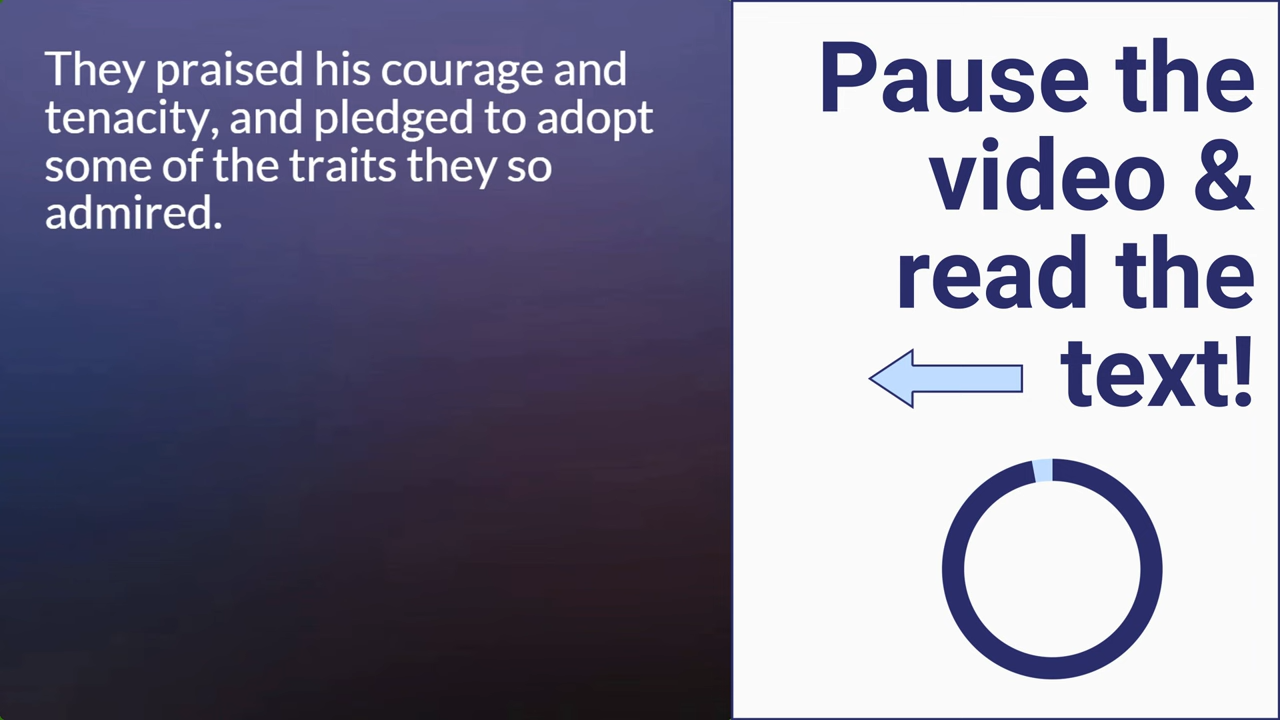 They praised his courage and
tenacity, and pledged to adopt
some of the traits they so
admired.
Pause the
video &
read the
text!